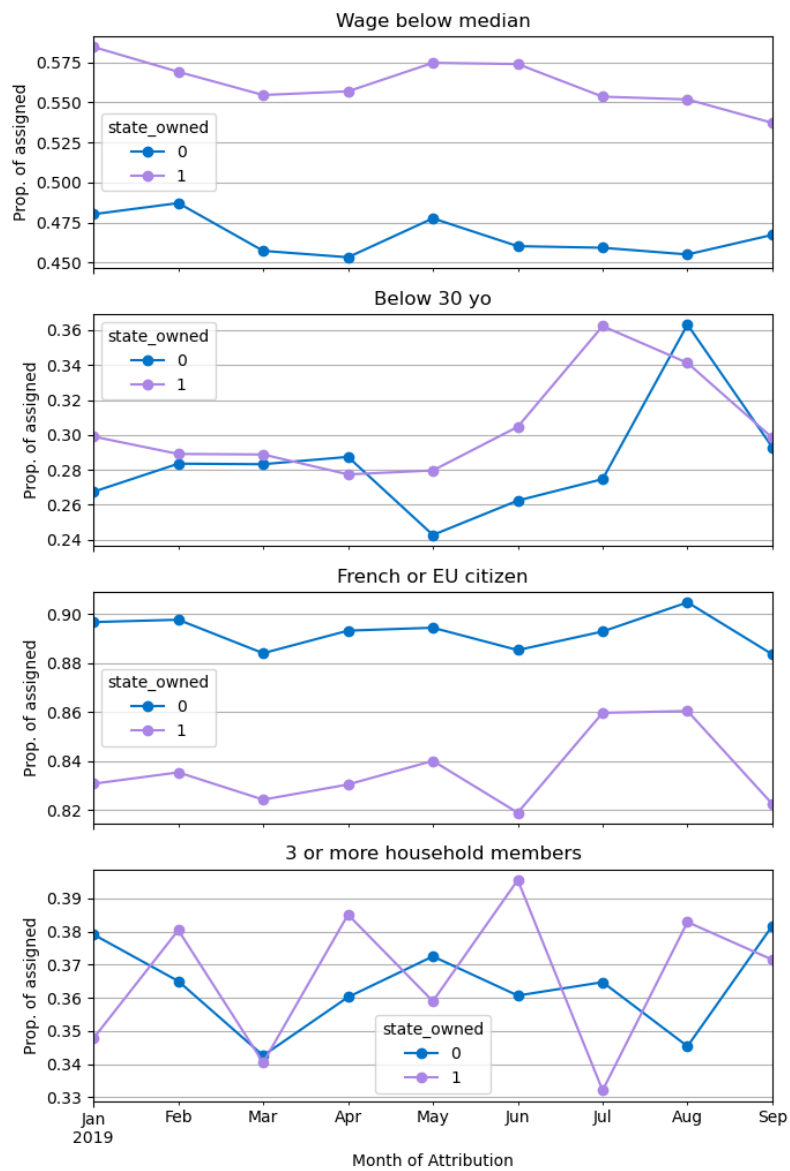 Wage below median
0.575
0.550
0.525
0.500
0.475
0.450
Prop. of assigned
state_owned
0
1
Below 30 yo
0.36
0.34
0.32
0.30
0.28
0.26
0.24
Prop. of assigned
state_owned
0
1
French or EU citizen
0.90
0.88
0.86
0.84
0.82
Prop. of assigned
state_owned
0
1
3 or more household members
0.39
0.38
0.37
0.36
0.35
0.34
0.33
Prop. of assigned
state_owned
0
1
Jan Feb Mar Apr May Jun Jul Aug Sep
2019
Month of Attribution